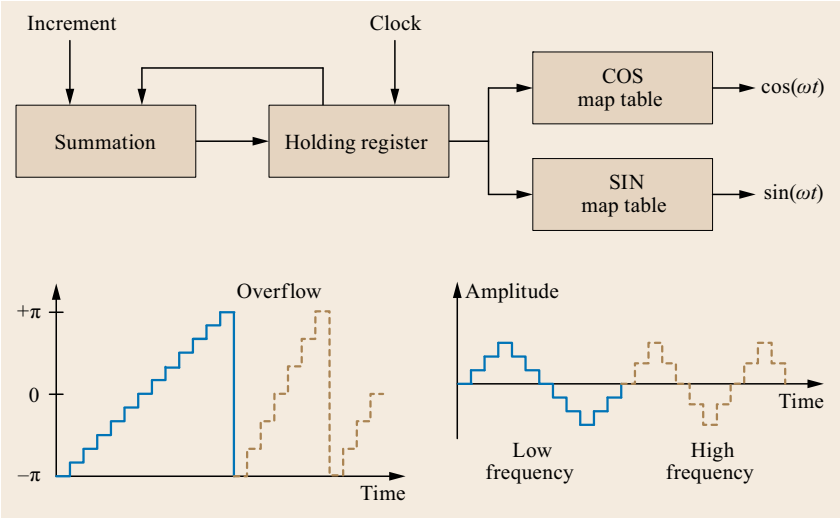 Increment
Clock
COS
map table
cos(ωt)
Summation
Holding register
SIN
map table
sin(ωt)
+π
0
−π
Overflow
Time
Amplitude
Time
Low
frequency
High
frequency